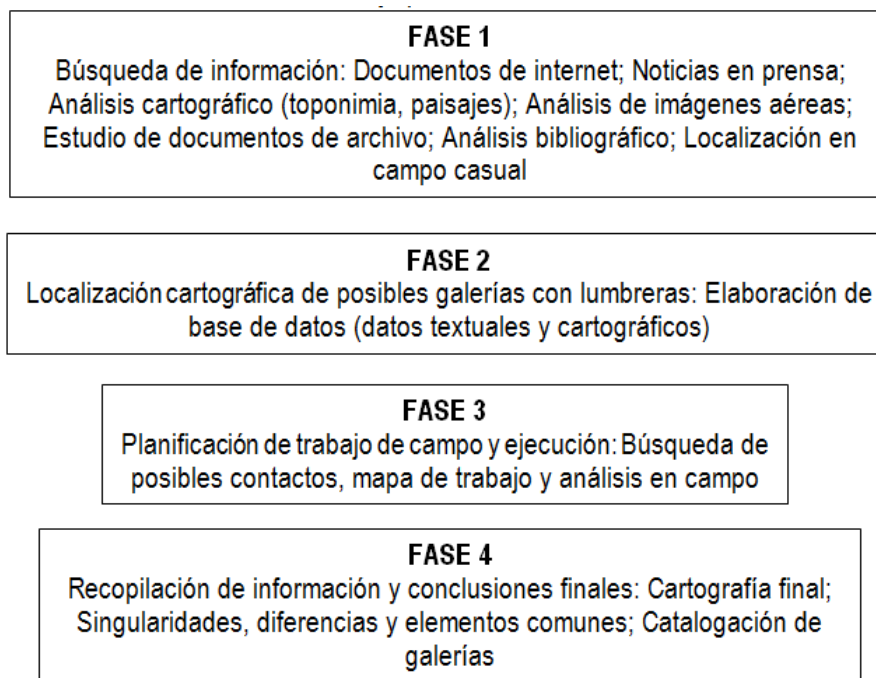 FASE 1
Búsqueda de información: Documentos de internet; Noticias en prensa;
Análisis cartográfico (toponimia, paisajes); Análisis de imágenes aéreas;
Estudio de documentos de archivo; Análisis bibliográfico; Localización en
campo casual
FASE 2
Localización cartográfica de posibles galerías con lumbreras: Elaboración de
base de datos (datos textuales y cartográficos)
FASE 3
Planificación de trabajo de campo y ejecución: Búsqueda de
posibles contactos, mapa de trabajo y análisis en campo
FASE 4
Recopilación de información y conclusiones finales: Cartografía final;
Singularidades, diferencias y elementos comunes; Catalogación de
galerías